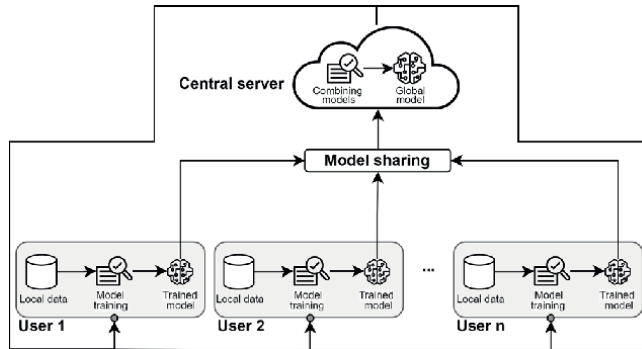 Central server
Combining
models
Global
model
Model sharing
Local data
Model
training
Trained
model
User 1
Local data
Model
training
Trained
model
User 2
...
Local data
Model
training
Trained
model
User n